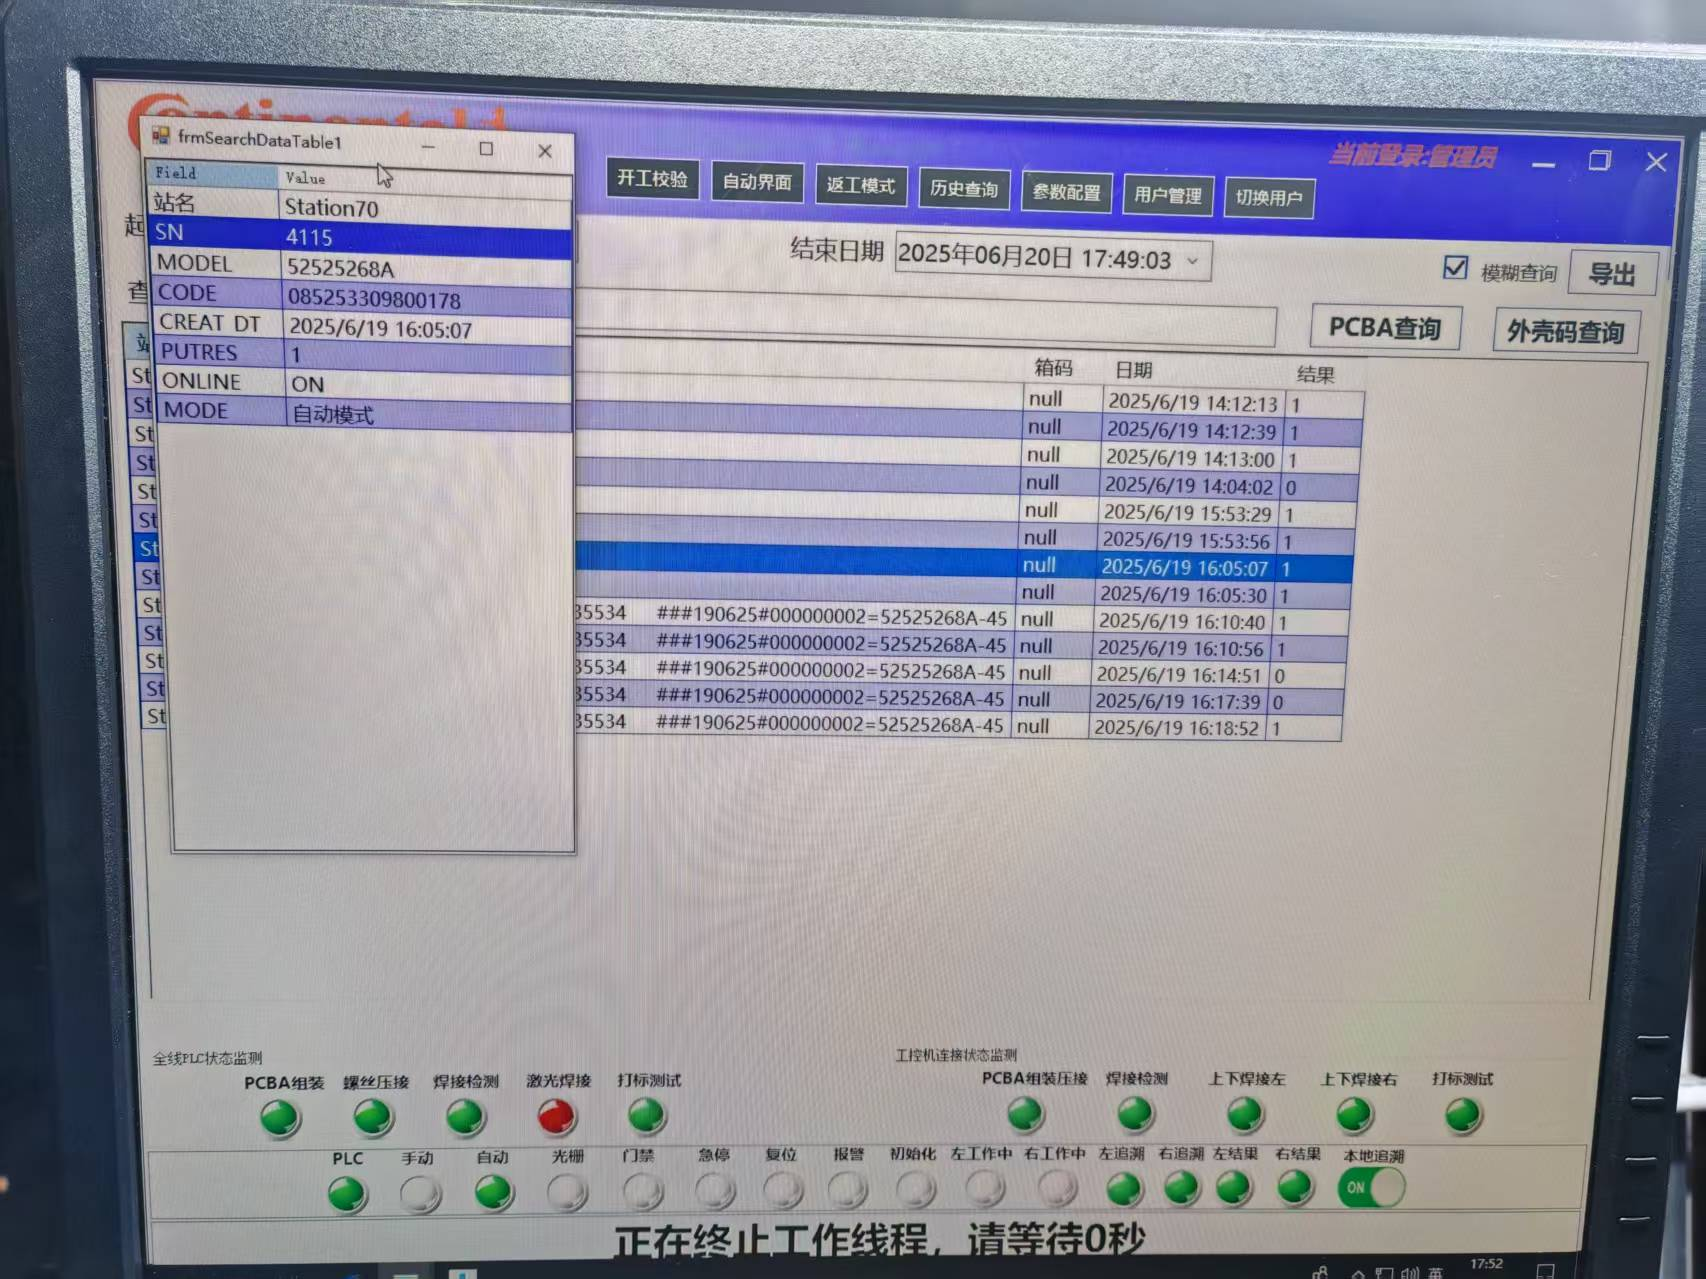 Continental
frmSearchDataTable1
当前登录:管理员
开工校验 自动界面 返工模式 历史查询 参数配置 用户管理 切换用户
Field Value
站名 Station70
SN 4115
MODEL 52525268A
CODE 085253309800178
CREAT DT 2025/6/19 16:05:07
PUTRES 1
ONLINE ON
MODE 自动模式
起
结束日期 2025年06月20日 17:49:03
模糊查询 导出
查
PCBA查询 外壳码查询
站 箱码 日期 结果
St null 2025/6/19 14:12:13 1
St null 2025/6/19 14:12:39 1
St null 2025/6/19 14:13:00 1
St null 2025/6/19 14:04:02 0
St null 2025/6/19 15:53:29 1
St null 2025/6/19 15:53:56 1
St null 2025/6/19 16:05:07 1
St null 2025/6/19 16:05:30 1
St 35534 ###190625#000000002=52525268A-45 null 2025/6/19 16:10:40 1
St 35534 ###190625#000000002=52525268A-45 null 2025/6/19 16:10:56 1
St 35534 ###190625#000000002=52525268A-45 null 2025/6/19 16:14:51 0
St 35534 ###190625#000000002=52525268A-45 null 2025/6/19 16:17:39 0
St 35534 ###190625#000000002=52525268A-45 null 2025/6/19 16:18:52 1
全线PLC状态监测 工控机连接状态监测
PCBA组装 螺丝压接 焊接检测 激光焊接 打标测试 PCBA组装压接 焊接检测 上下焊接左 上下焊接右 打标测试
PLC 手动 自动 光栅 门禁 急停 复位 报警 初始化 左工作中 右工作中 左追溯 右追溯 左结果 右结果 本地追溯
ON
正在终止工作线程，请等待0秒
英 17:52